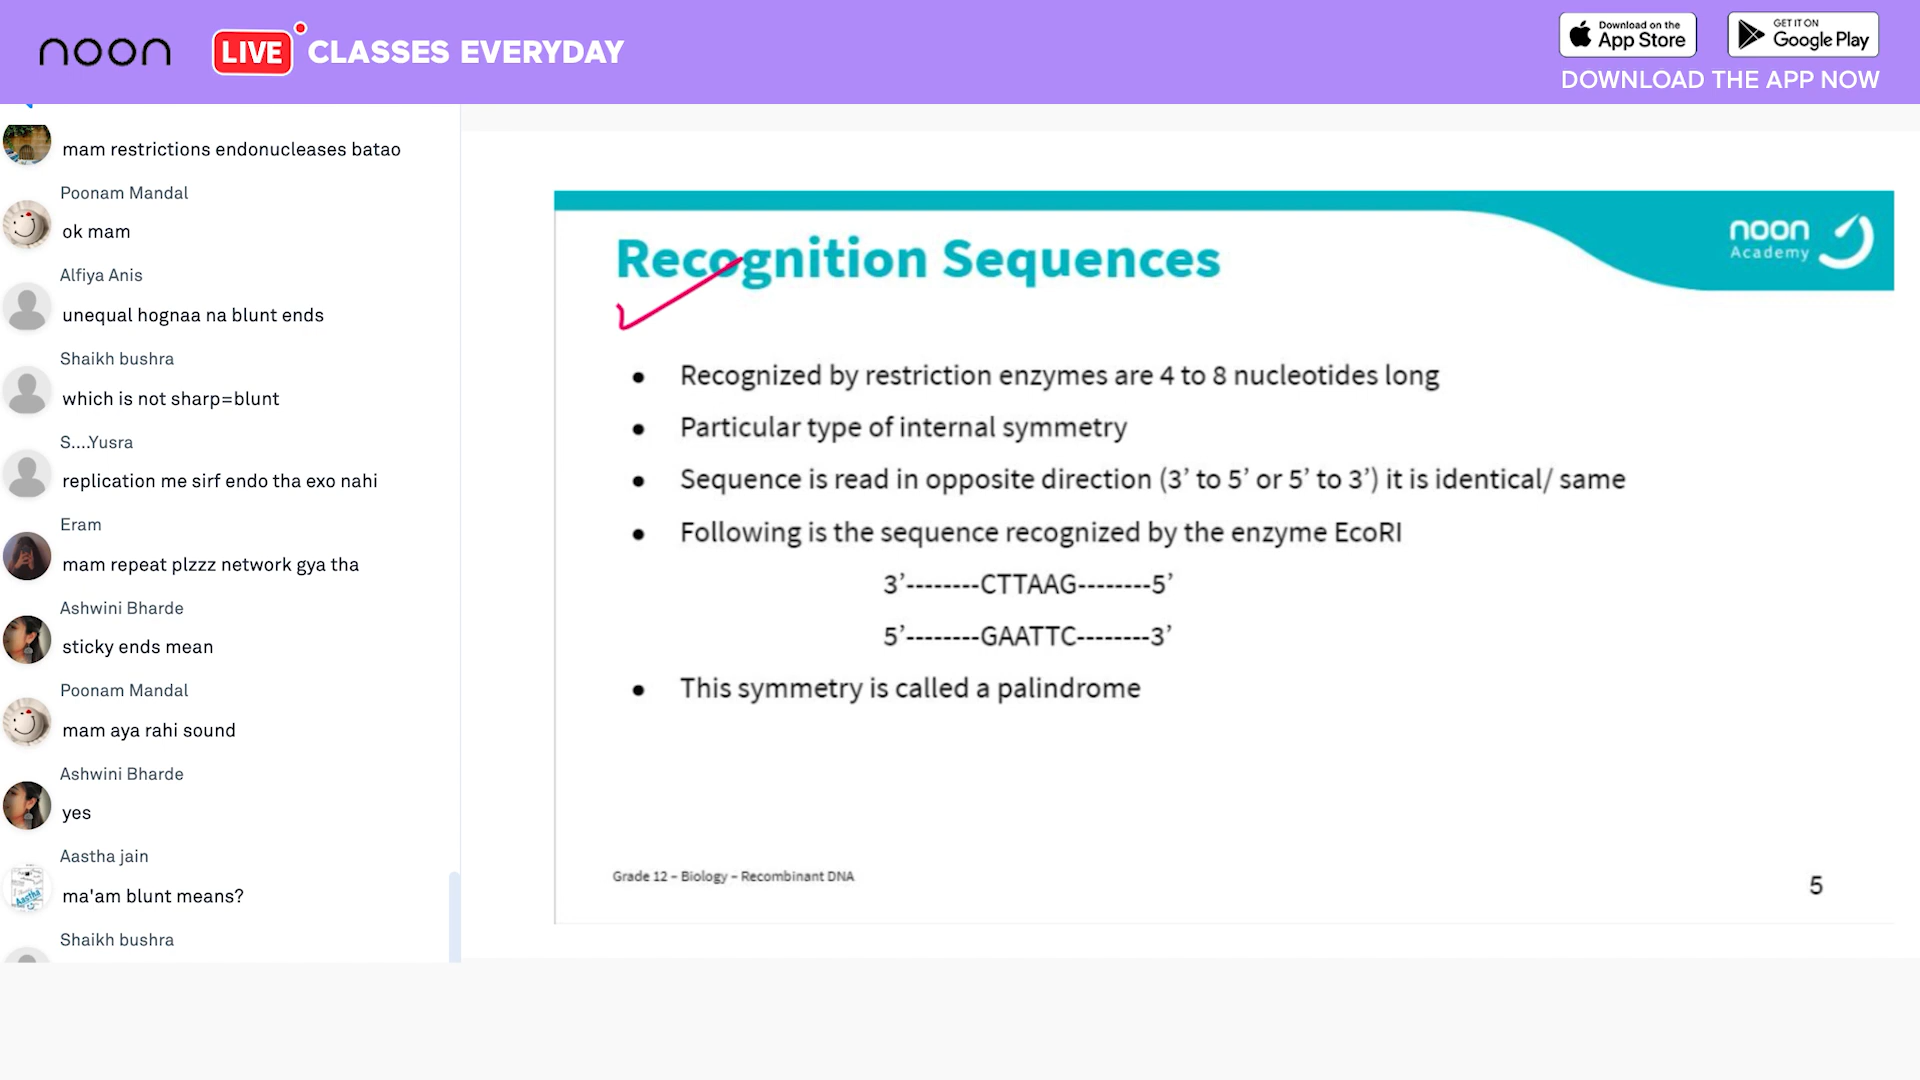 noon LIVE CLASSES EVERYDAY
Download on the App Store
GET IT ON Google Play
DOWNLOAD THE APP NOW
mam restrictions endonucleases batao
Poonam Mandal
ok mam
Alfiya Anis
unequal hognaa na blunt ends
Shaikh bushra
which is not sharp=blunt
S....Yusra
replication me sirf endo tha exo nahi
Eram
mam repeat plzzz network gya tha
Ashwini Bharde
sticky ends mean
Poonam Mandal
mam aya rahi sound
Ashwini Bharde
yes
Aastha jain
ma'am blunt means?
Shaikh bushra
noon
Academy
Recognition Sequences
• Recognized by restriction enzymes are 4 to 8 nucleotides long
• Particular type of internal symmetry
• Sequence is read in opposite direction (3’ to 5’ or 5’ to 3’) it is identical/ same
• Following is the sequence recognized by the enzyme EcoRI
3’--------CTTAAG--------5’
5’--------GAATTC--------3’
• This symmetry is called a palindrome
Grade 12 – Biology – Recombinant DNA
5